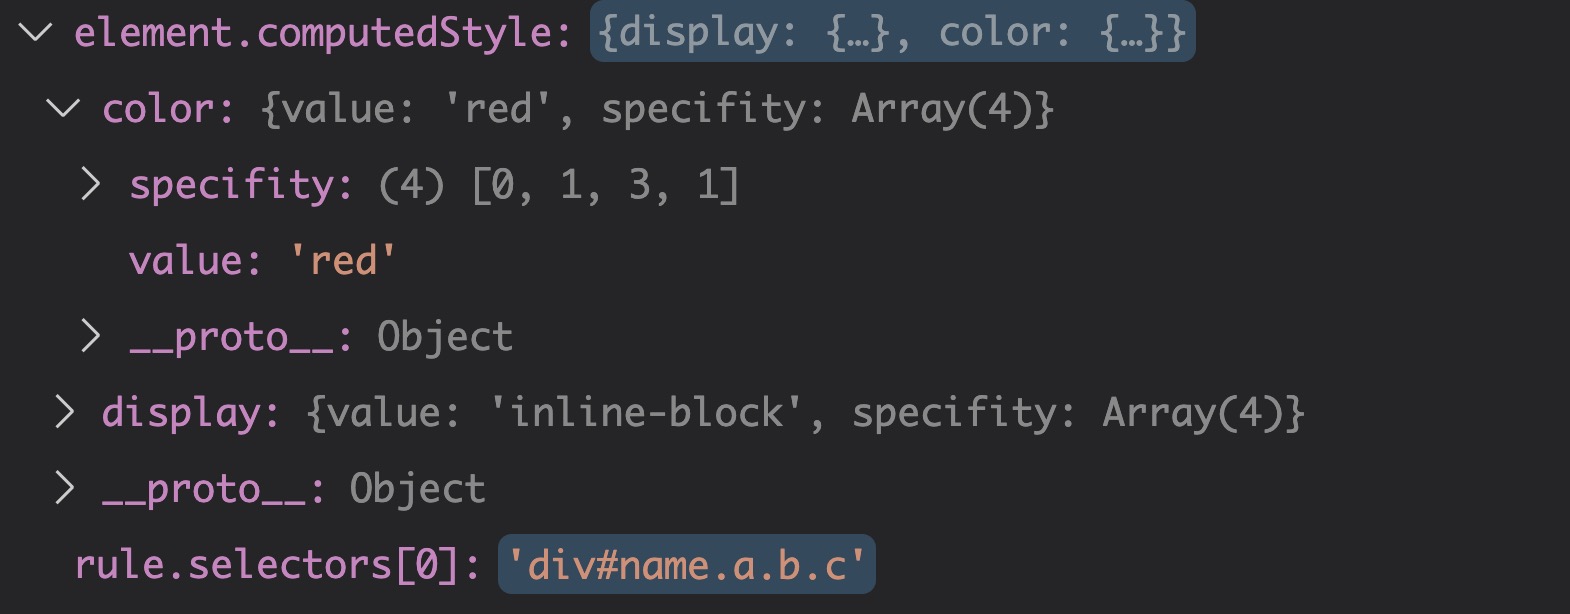 element.computedStyle: {display: {…}, color: {…}}
color: {value: 'red', specifity: Array(4)}
specifity: (4) [0, 1, 3, 1]
value: 'red'
__proto__: Object
display: {value: 'inline-block', specifity: Array(4)}
__proto__: Object
rule.selectors[0]: 'div#name.a.b.c'